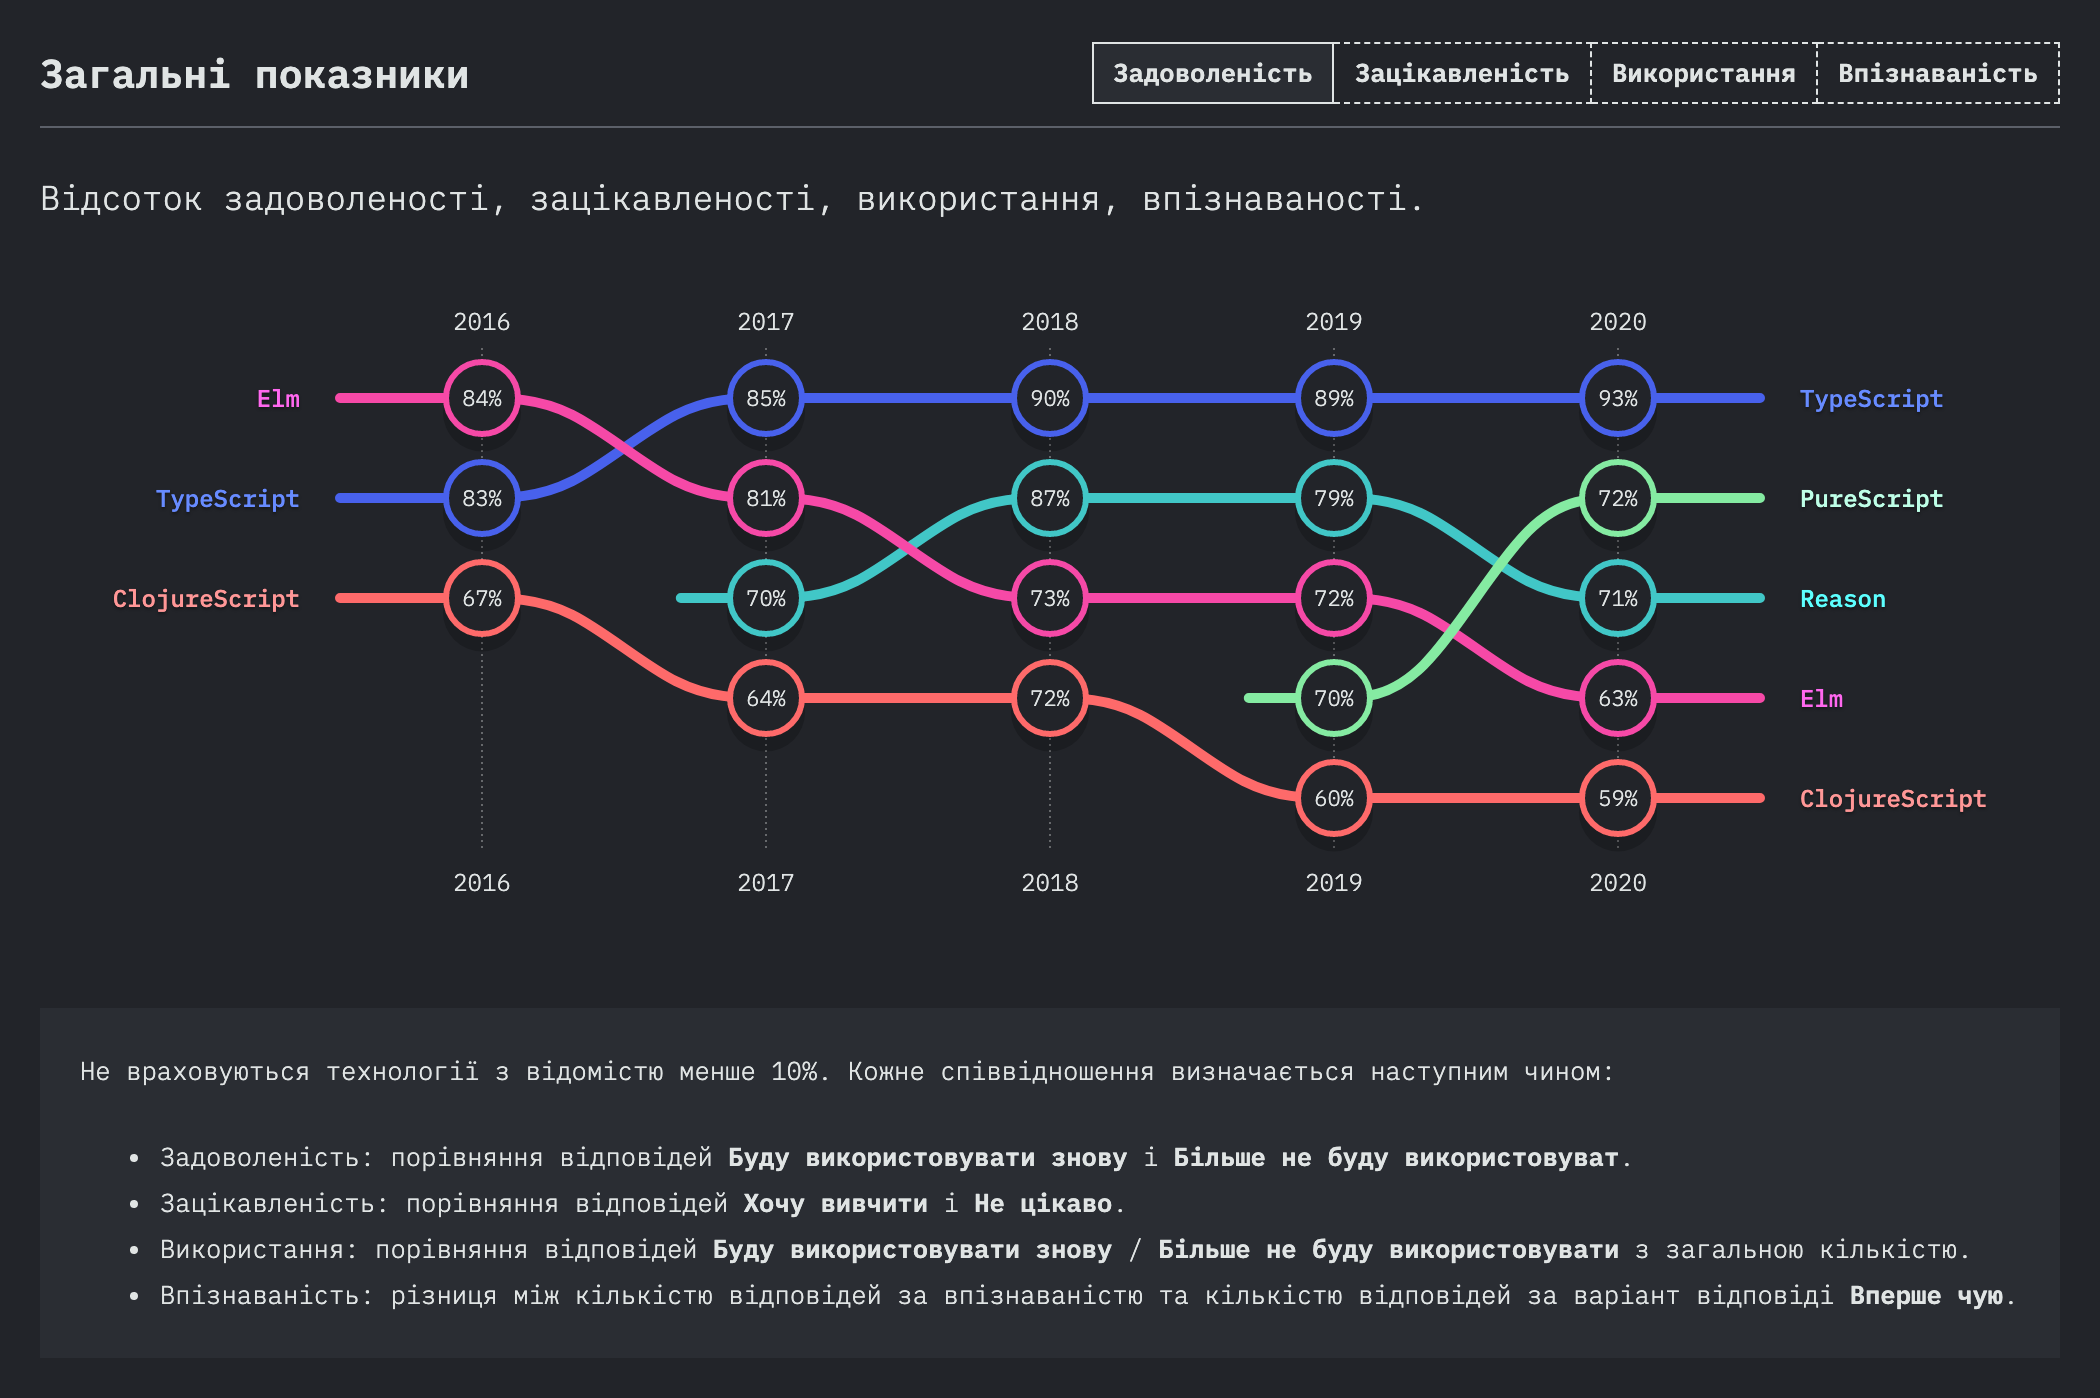 Загальні показники
Задоволеність Зацікавленість Використання Впізнаваність
Відсоток задоволеності, зацікавленості, використання, впізнаваності.
2016 2017 2018 2019 2020
Elm 84% 85% 90% 89% 93% TypeScript
TypeScript 83% 81% 87% 79% 72% PureScript
ClojureScript 67% 70% 73% 72% 71% Reason
64% 72% 70% 63% Elm
60% 59% ClojureScript
2016 2017 2018 2019 2020
Не враховуються технології з відомістю менше 10%. Кожне співвідношення визначається наступним чином:
• Задоволеність: порівняння відповідей Буду використовувати знову і Більше не буду використовуват.
• Зацікавленість: порівняння відповідей Хочу вивчити і Не цікаво.
• Використання: порівняння відповідей Буду використовувати знову / Більше не буду використовувати з загальною кількістю.
• Впізнаваність: різниця між кількістю відповідей за впізнаваністю та кількістю відповідей за варіант відповіді Вперше чую.